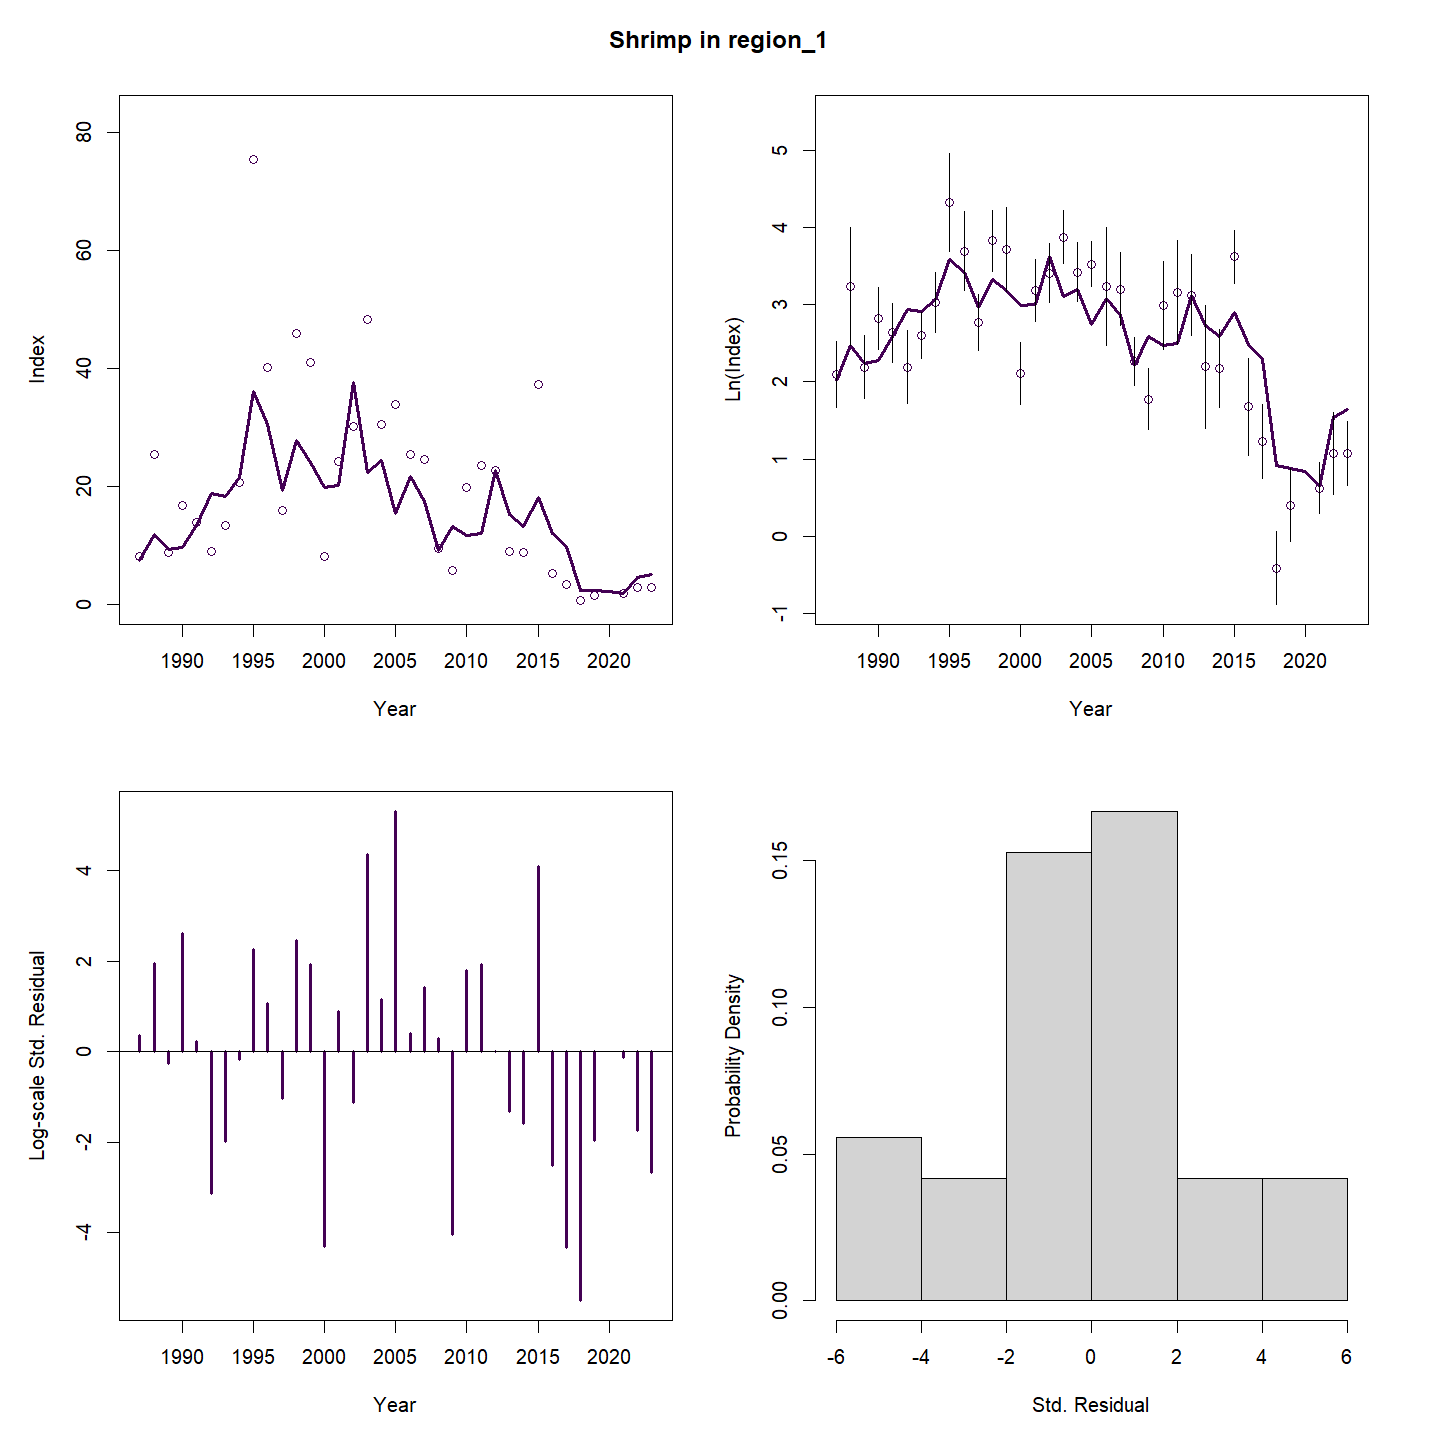 Shrimp in region_1
Index
80
60
40
20
0
1990 1995 2000 2005 2010 2015 2020
Year
Ln(Index)
5
4
3
2
1
0
-1
1990 1995 2000 2005 2010 2015 2020
Year
Log-scale Std. Residual
4
2
0
-2
-4
1990 1995 2000 2005 2010 2015 2020
Year
Probability Density
0.15
0.10
0.05
0.00
-6 -4 -2 0 2 4 6
Std. Residual